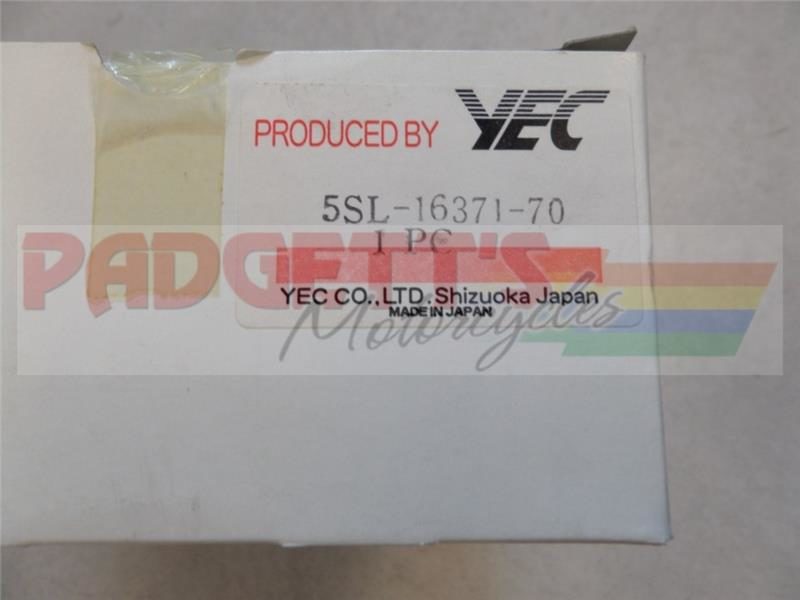 PRODUCED BY YEC
5SL-16371-70
1 PC
PADGETT'S
Motorcycles
YEC CO.,LTD. Shizuoka Japan
MADE IN JAPAN